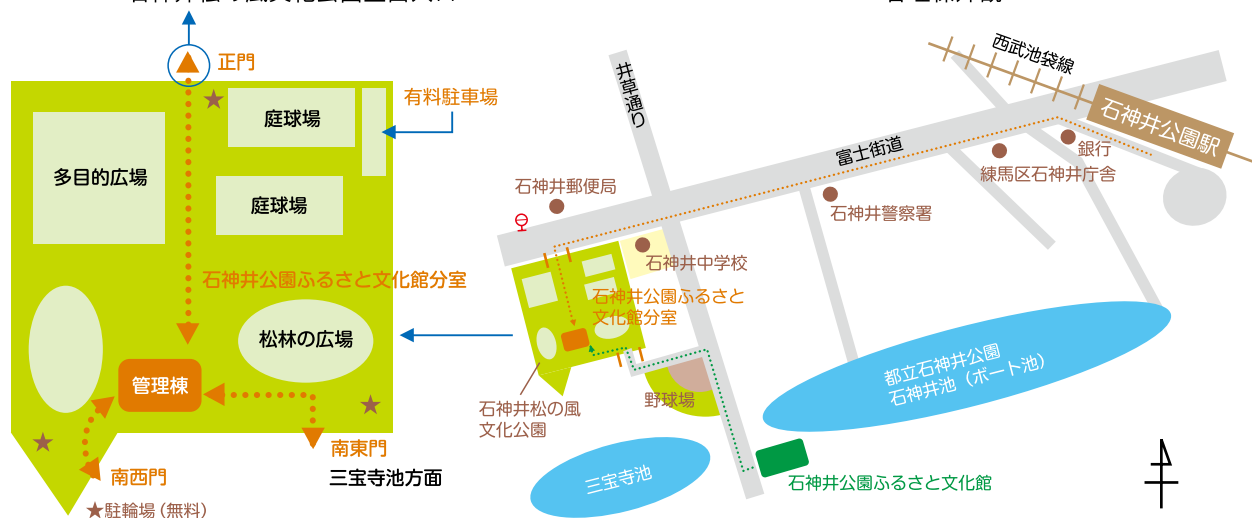 正門
有料駐車場
庭球場
多目的広場
庭球場
石神井公園ふるさと文化館分室
松林の広場
管理棟
南東門
三宝寺池方面
南西門
★駐輪場（無料）
井草通り
西武池袋線
石神井公園駅
富士街道
銀行
練馬区石神井庁舎
石神井郵便局
石神井警察署
石神井中学校
石神井公園ふるさと
文化館分室
都立石神井公園
石神井池（ボート池）
野球場
石神井松の風
文化公園
三宝寺池
石神井公園ふるさと文化館